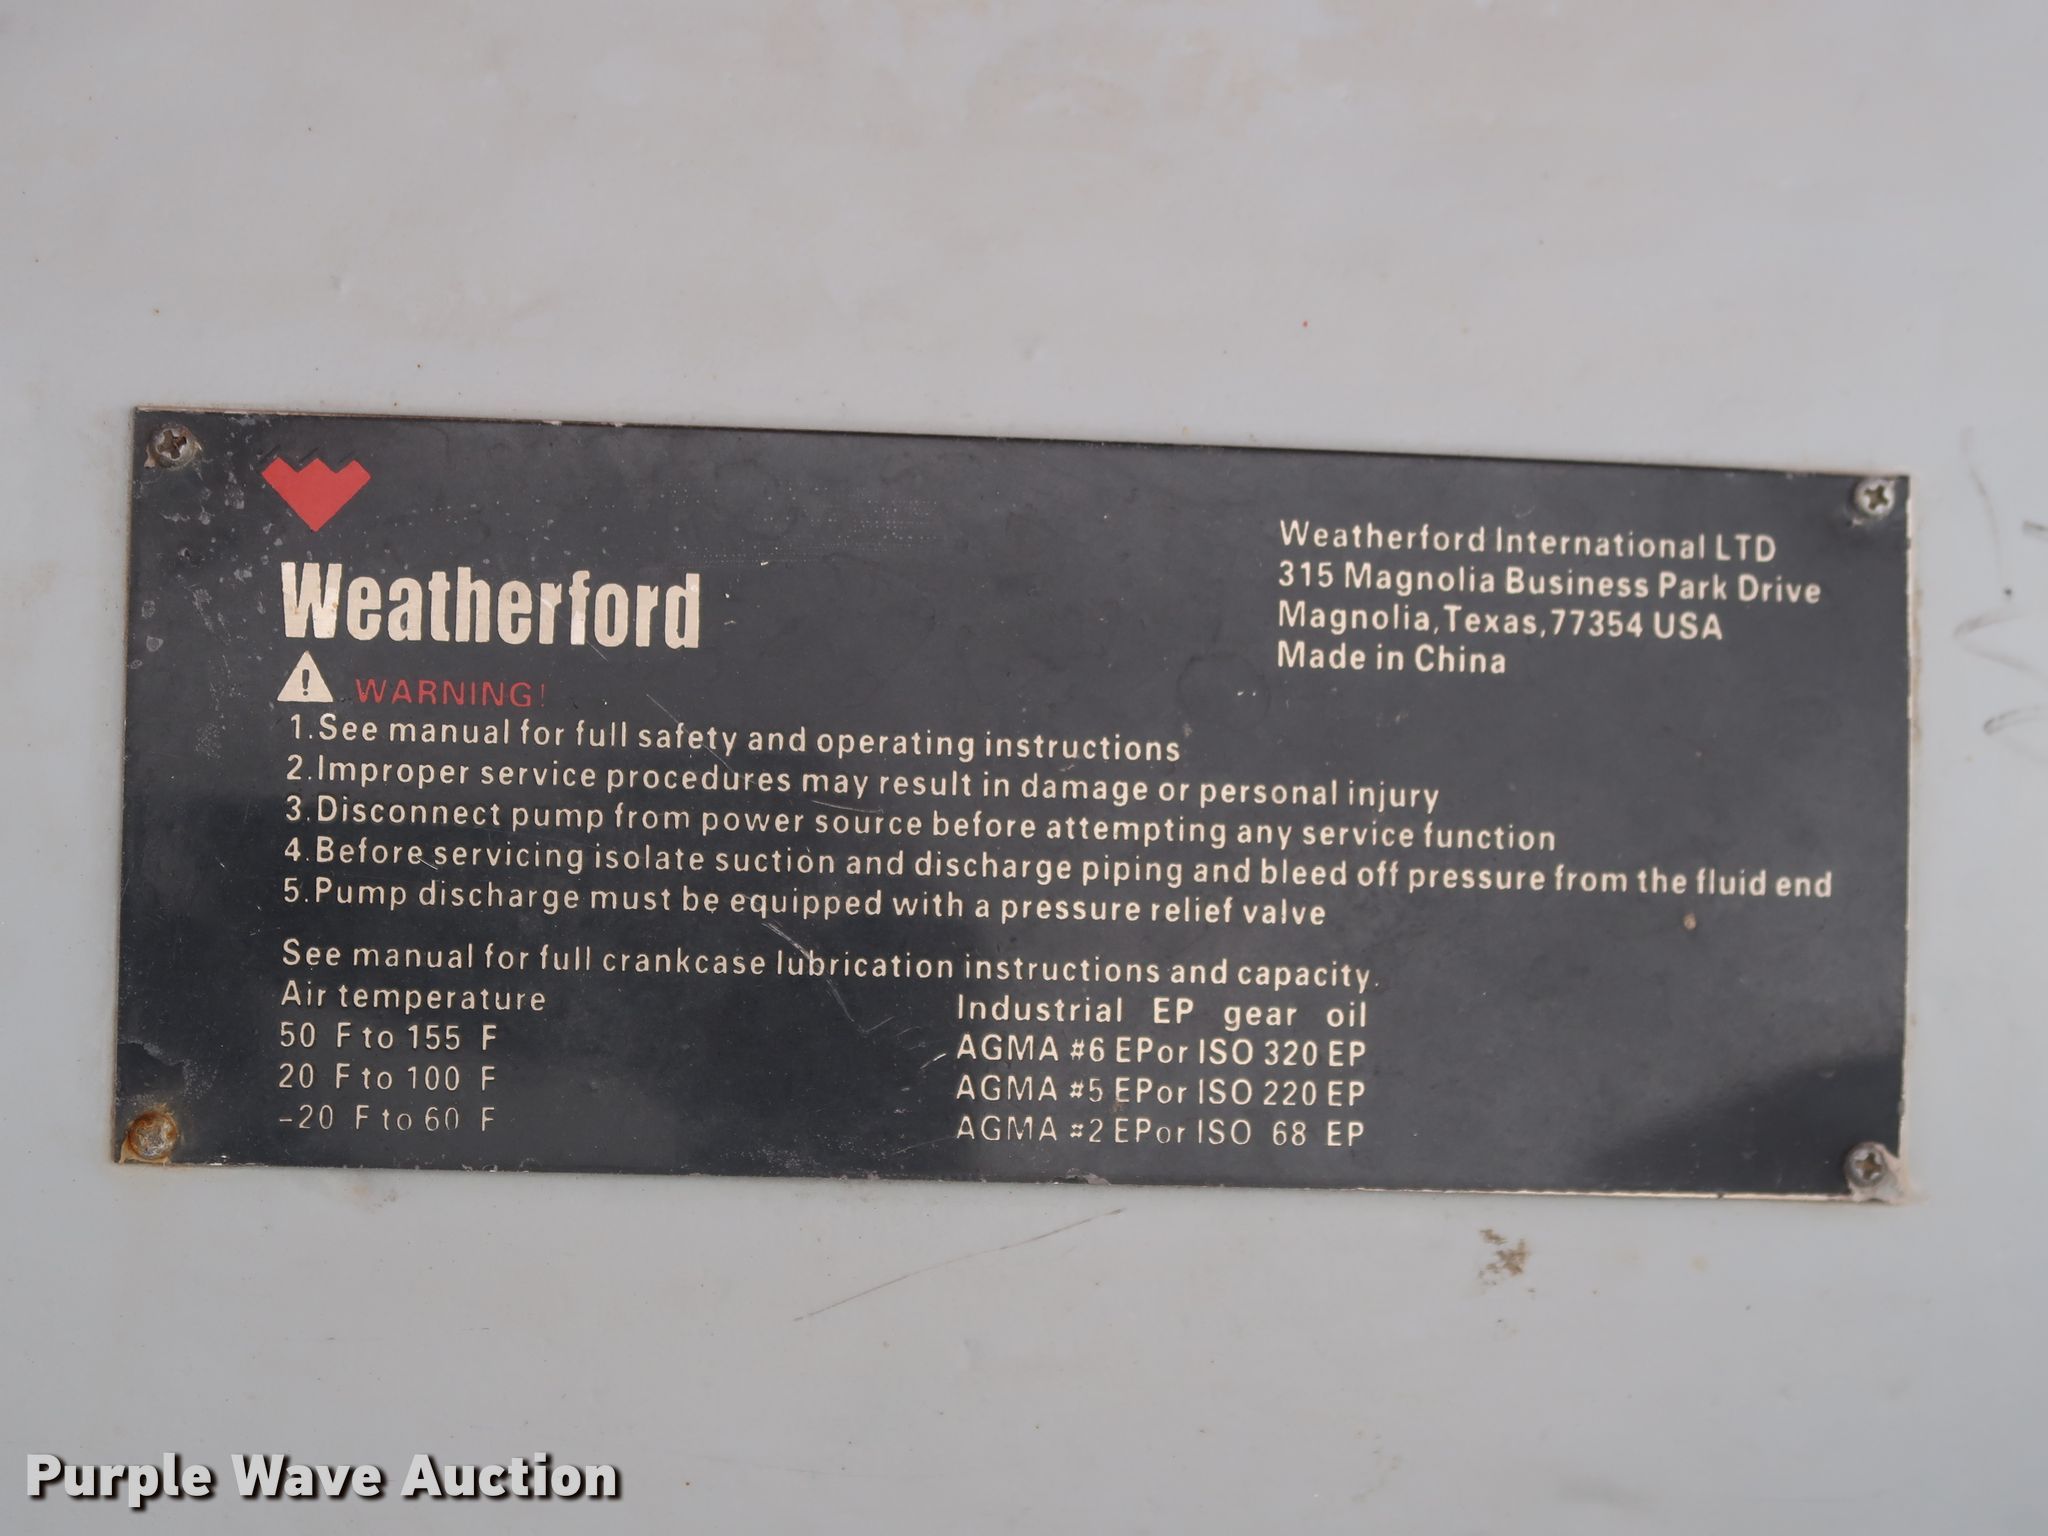 Weatherford
Weatherford International LTD
315 Magnolia Business Park Drive
Magnolia, Texas, 77354 USA
Made in China
WARNING!
1. See manual for full safety and operating instructions
2. Improper service procedures may result in damage or personal injury
3. Disconnect pump from power source before attempting any service function
4. Before servicing isolate suction and discharge piping and bleed off pressure from the fluid end
5. Pump discharge must be equipped with a pressure relief valve
See manual for full crankcase lubrication instructions and capacity.
Air temperature Industrial EP gear oil
50 F to 155 F AGMA #6 EPor ISO 320 EP
20 F to 100 F AGMA #5 EPor ISO 220 EP
-20 F to 60 F AGMA #2 EPor ISO 68 EP
Purple Wave Auction